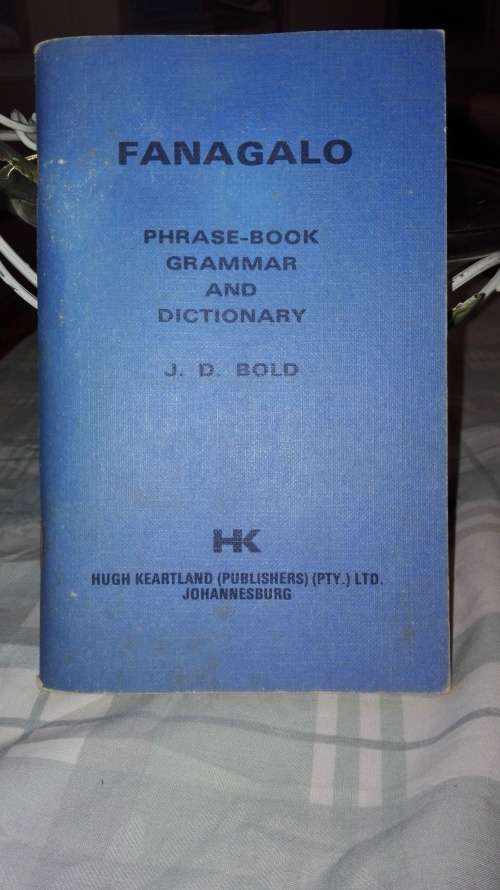 FANAGALO
PHRASE-BOOK
GRAMMAR
AND
DICTIONARY
J. D. BOLD
HK
HUGH KEARTLAND (PUBLISHERS) (PTY.) LTD.
JOHANNESBURG